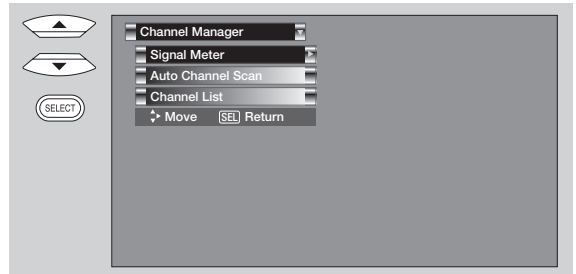 Channel Manager
Signal Meter
Auto Channel Scan
Channel List
Move SEL Return
SELECT